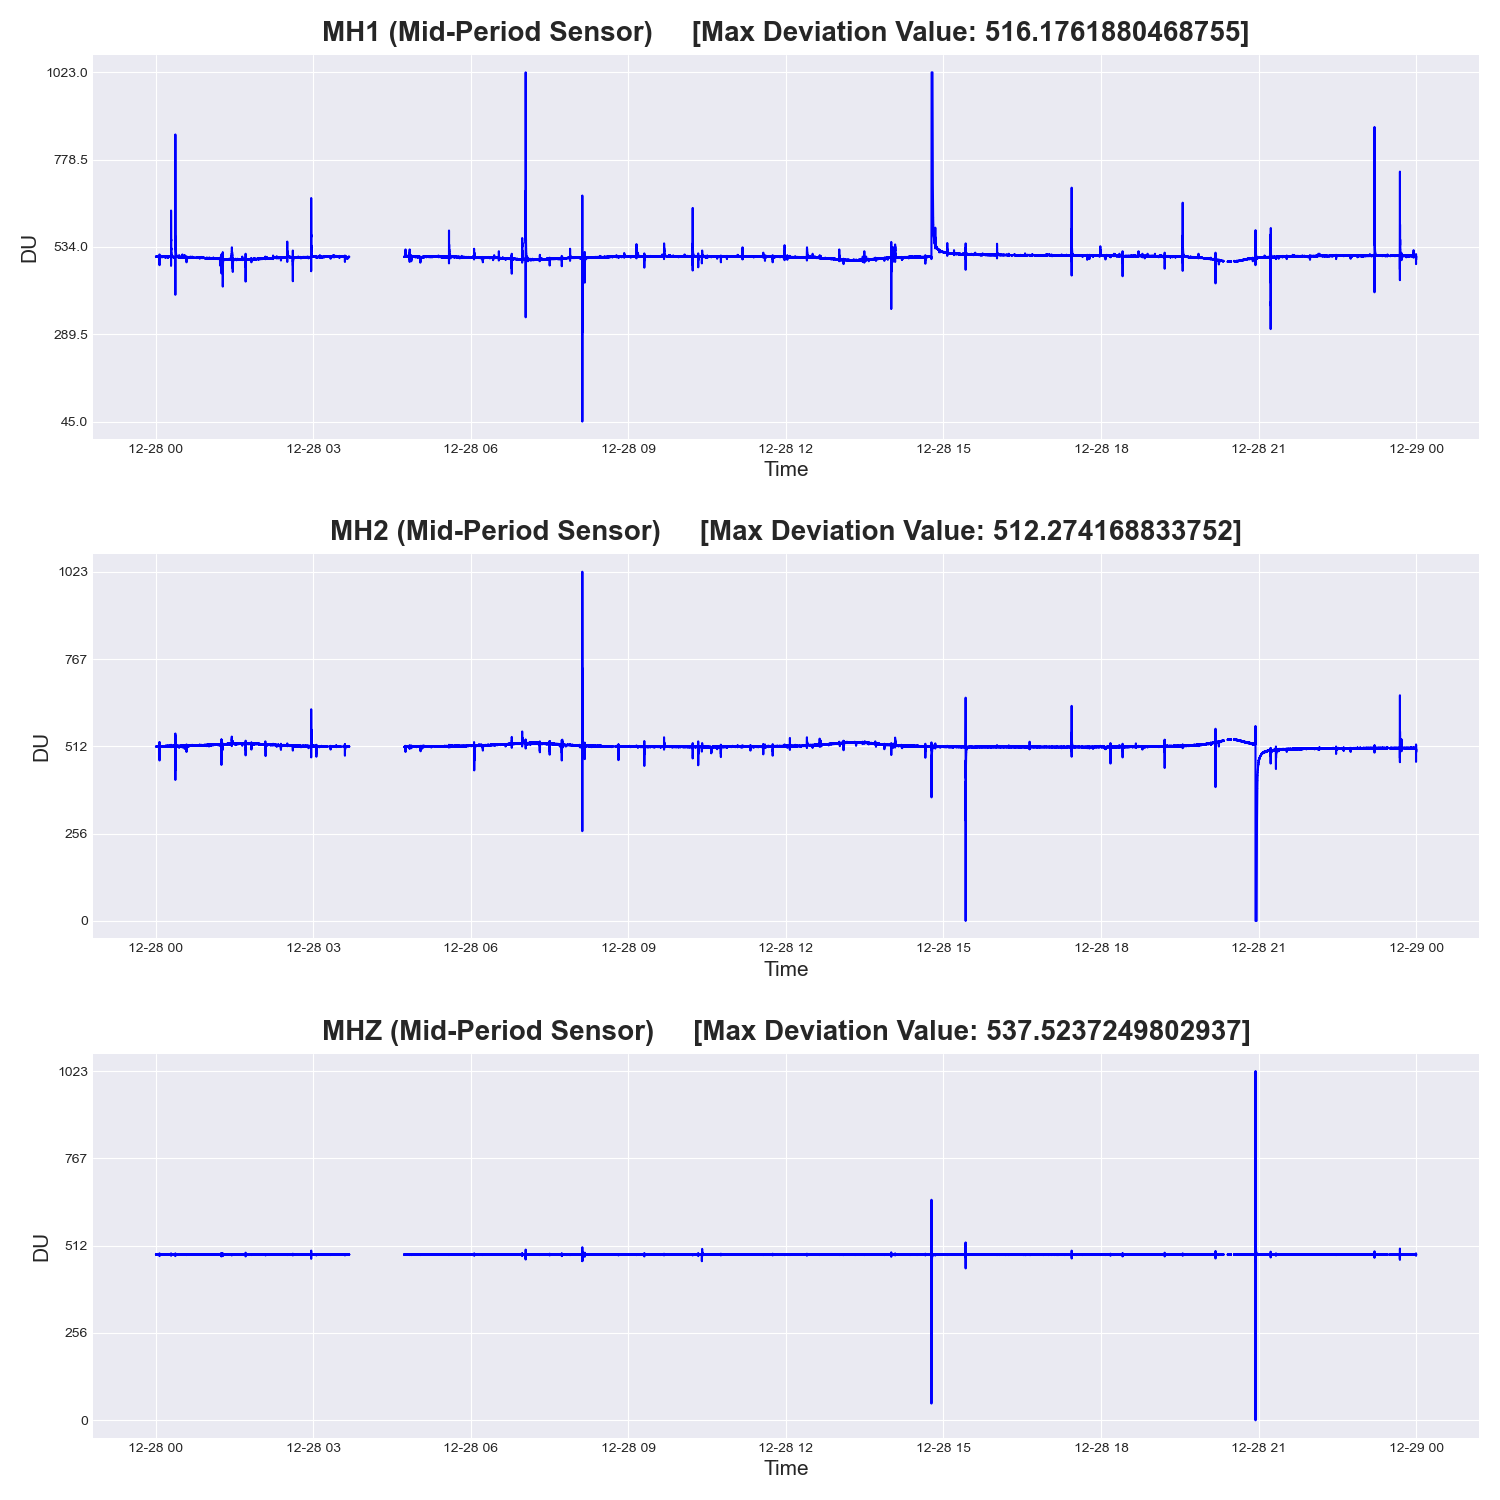 MH1 (Mid-Period Sensor) [Max Deviation Value: 516.1761880468755]
1023.0
778.5
534.0
289.5
45.0
DU
12-28 00 12-28 03 12-28 06 12-28 09 12-28 12 12-28 15 12-28 18 12-28 21 12-29 00
Time
MH2 (Mid-Period Sensor) [Max Deviation Value: 512.274168833752]
1023
767
512
256
0
DU
12-28 00 12-28 03 12-28 06 12-28 09 12-28 12 12-28 15 12-28 18 12-28 21 12-29 00
Time
MHZ (Mid-Period Sensor) [Max Deviation Value: 537.5237249802937]
1023
767
512
256
0
DU
12-28 00 12-28 03 12-28 06 12-28 09 12-28 12 12-28 15 12-28 18 12-28 21 12-29 00
Time